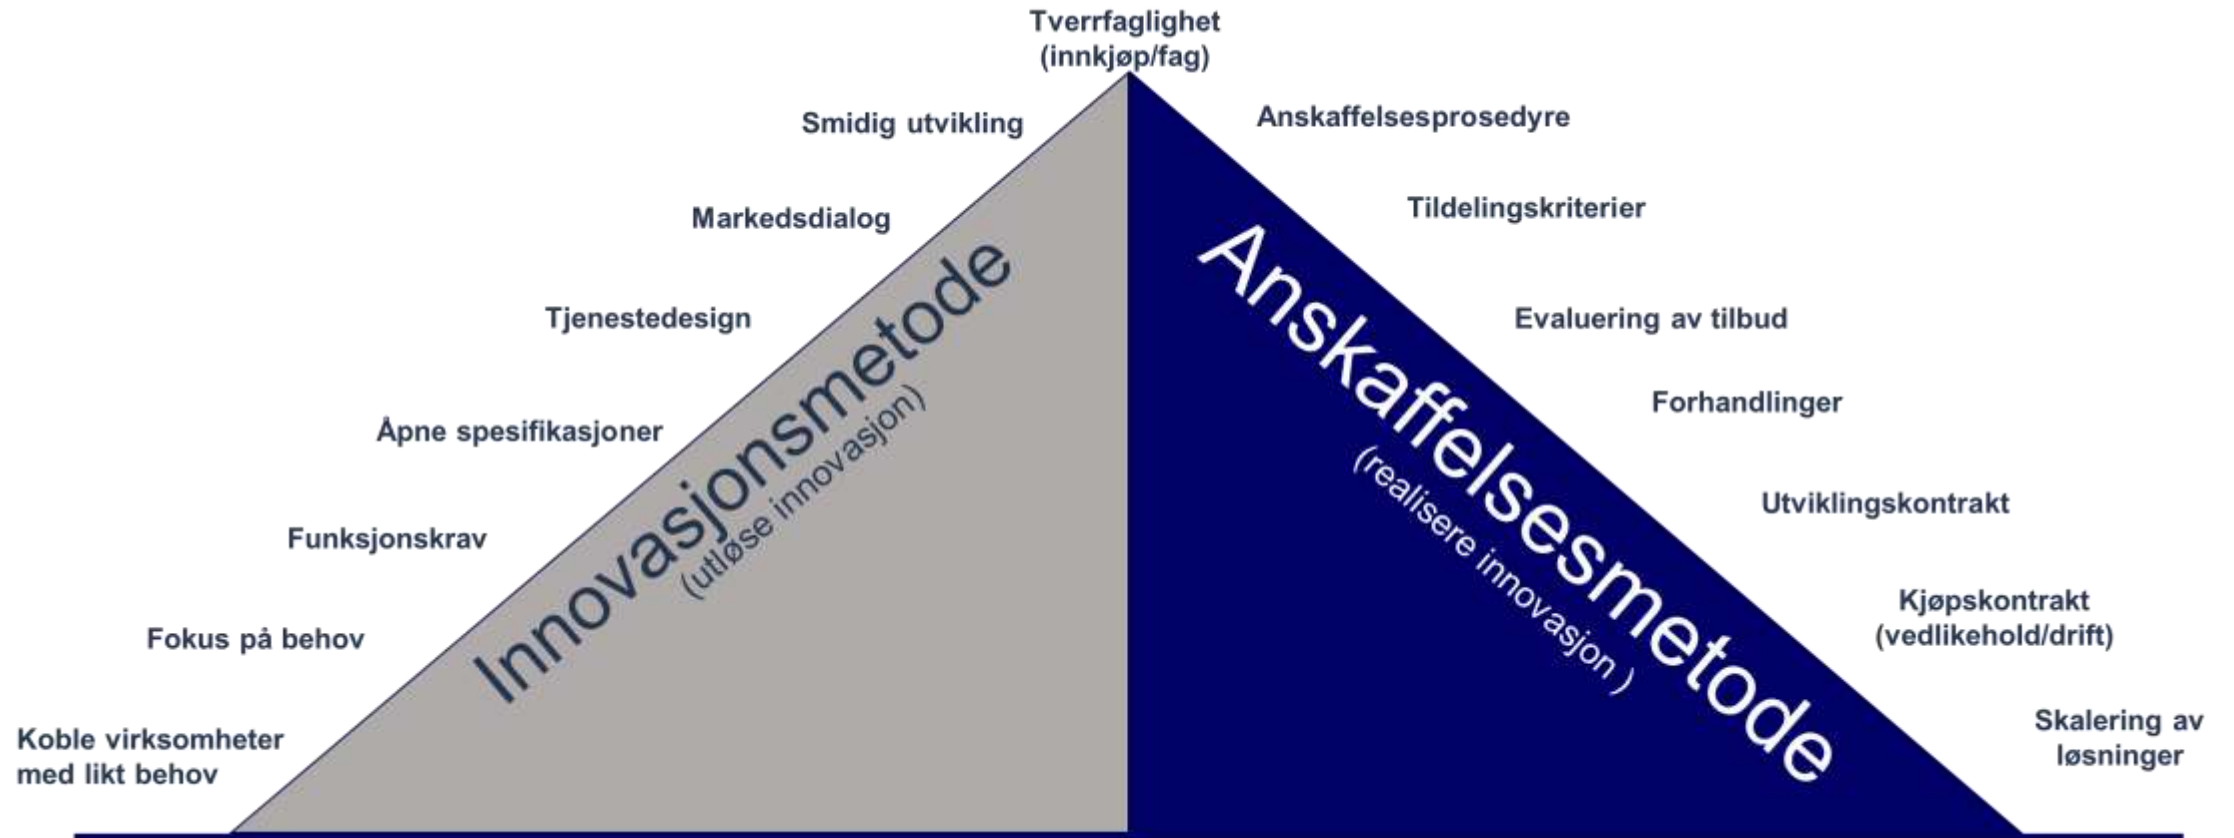 Tverrfaglighet
(innkjøp/fag)
Smidig utvikling
Markedsdialog
Tjenestedesign
Åpne spesifikasjoner
Funksjonskrav
Fokus på behov
Koble virksomheter
med likt behov
Innovasjonsmetode
(utløse innovasjon)
Anskaffelsesmetode
(realisere innovasjon )
Anskaffelsesprosedyre
Tildelingskriterier
Evaluering av tilbud
Forhandlinger
Utviklingskontrakt
Kjøpskontrakt
(vedlikehold/drift)
Skalering av
løsninger